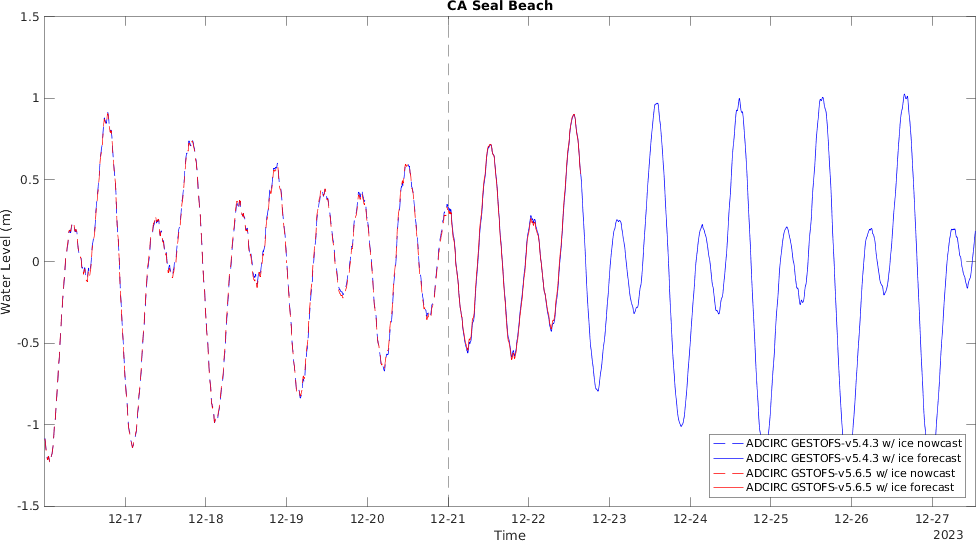 CA Seal Beach
1.5
1
0.5
0
-0.5
-1
-1.5
Water Level (m)
12-17
12-18
12-19
12-20
12-21
12-22
12-23
12-24
12-25
12-26
12-27
Time
2023
ADCIRC GESTOFS-v5.4.3 w/ ice nowcast
ADCIRC GESTOFS-v5.4.3 w/ ice forecast
ADCIRC GSTOFS-v5.6.5 w/ ice nowcast
ADCIRC GSTOFS-v5.6.5 w/ ice forecast